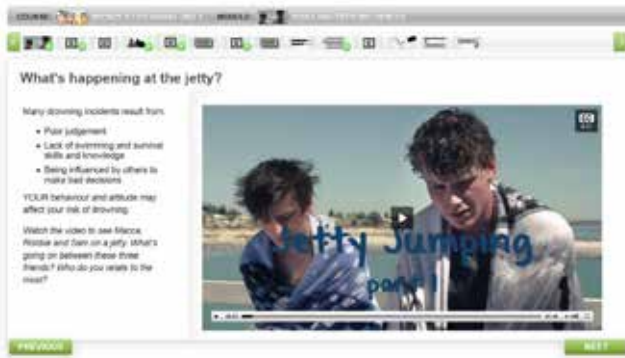 COURSE:
MODULE:
What's happening at the jetty?
Many drowning incidents result from:
Poor judgement
Lack of swimming and survival
skills and knowledge
Being influenced by others to
make bad decisions
YOUR behaviour and attitude may
affect your risk of drowning.
Watch the video to see Macca,
and Sam on a jetty. What's
going on between these three
friends? Who do you relate to the
most?
Jetty Jumping
part 1
PREVIOUS
NEXT